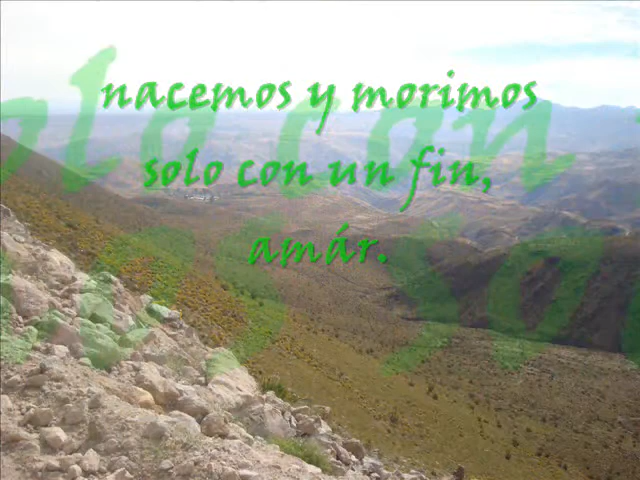 nacemos y morimos
solo con un fin,
amár.